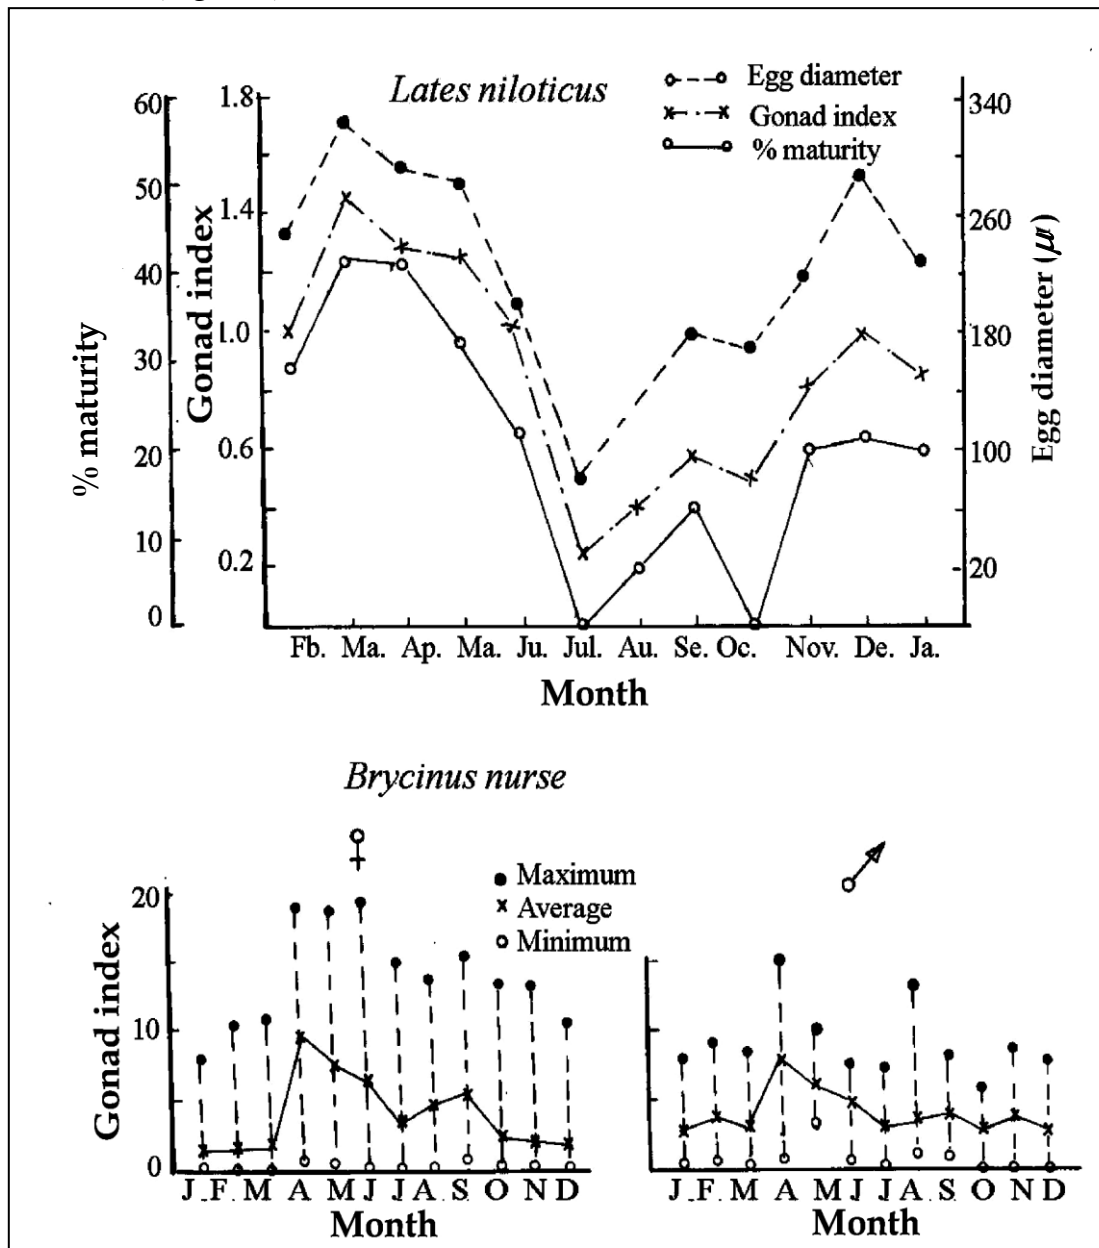 Lates niloticus
Egg diameter
Gonad index
% maturity
60
50
40
30
20
10
0
% maturity
1.8
1.4
1.0
0.6
0.2
Gonad index
340
260
180
100
20
Egg diameter (μ)
Fb. Ma. Ap. Ma. Ju. Jul. Au. Se. Oc. Nov. De. Ja.
Month
Brycinus nurse
♀
Maximum
Average
Minimum
20
10
0
Gonad index
J F M A M J J A S O N D
Month
J F M A M J J A S O N D
Month